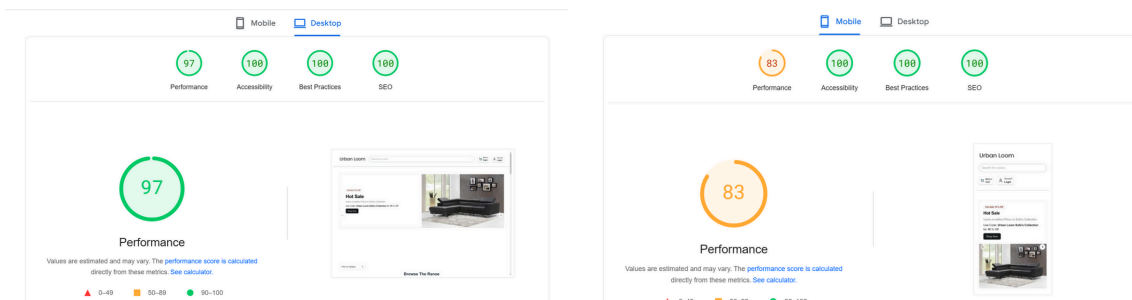 Mobile Desktop
97 100 100 100
Performance Accessibility Best Practices SEO
97
Urban Loom
Hot Sale
Browse The Range
Performance
Values are estimated and may vary. The performance score is calculated
directly from these metrics. See calculator.
0–49 50–89 90–100
Mobile Desktop
83 100 100 100
Performance Accessibility Best Practices SEO
83
Urban Loom
Hot Sale
Performance
Values are estimated and may vary. The performance score is calculated
directly from these metrics. See calculator.